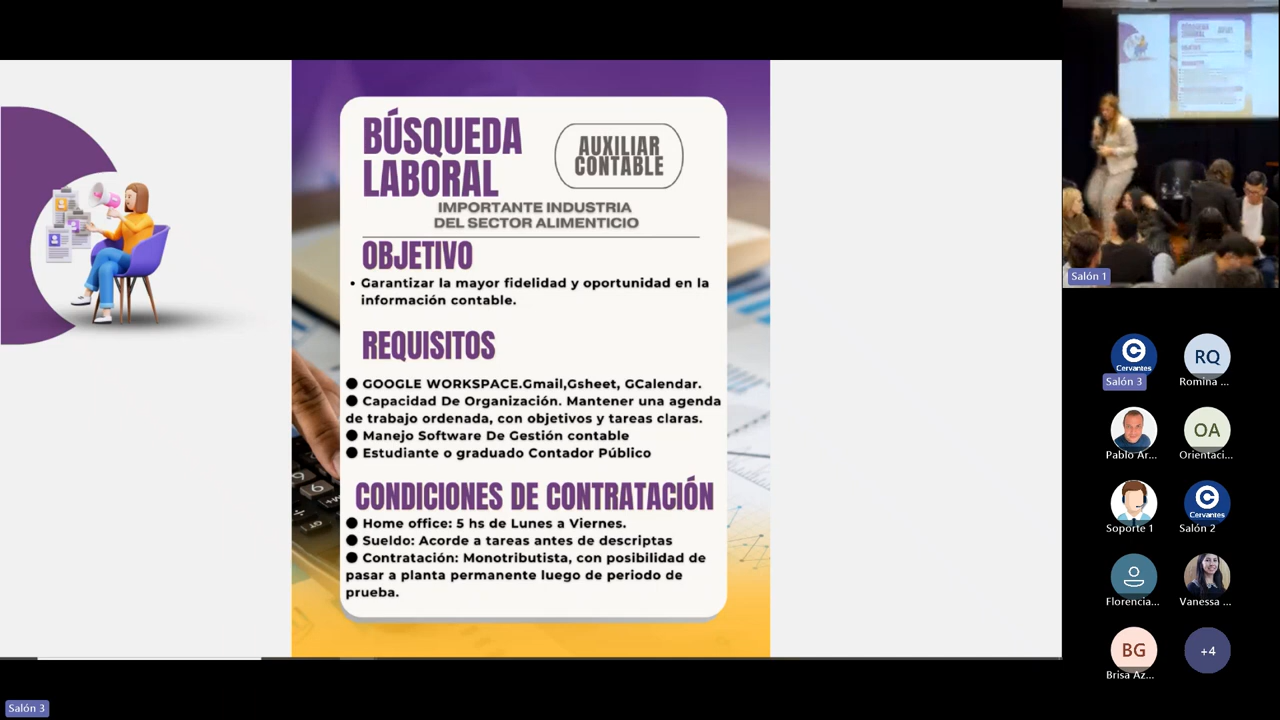 BÚSQUEDA
LABORAL
AUXILIAR
CONTABLE
IMPORTANTE INDUSTRIA
DEL SECTOR ALIMENTICIO
OBJETIVO
• Garantizar la mayor fidelidad y oportunidad en la
información contable.
REQUISITOS
● GOOGLE WORKSPACE.Gmail,Gsheet, GCalendar.
● Capacidad De Organización. Mantener una agenda
de trabajo ordenada, con objetivos y tareas claras.
● Manejo Software De Gestión contable
● Estudiante o graduado Contador Público
CONDICIONES DE CONTRATACIÓN
● Home office: 5 hs de Lunes a Viernes.
● Sueldo: Acorde a tareas antes de descriptas
● Contratación: Monotributista, con posibilidad de
pasar a planta permanente luego de periodo de
prueba.
Salón 3
BÚSQUEDA
LABORAL
OBJETIVO
Salón 1
Cervantes
Salón 3
RQ
Romina ...
Pablo Ar...
OA
Orientaci...
Soporte 1
Cervantes
Salón 2
Florencia...
Vanessa ...
BG
Brisa Az...
+4